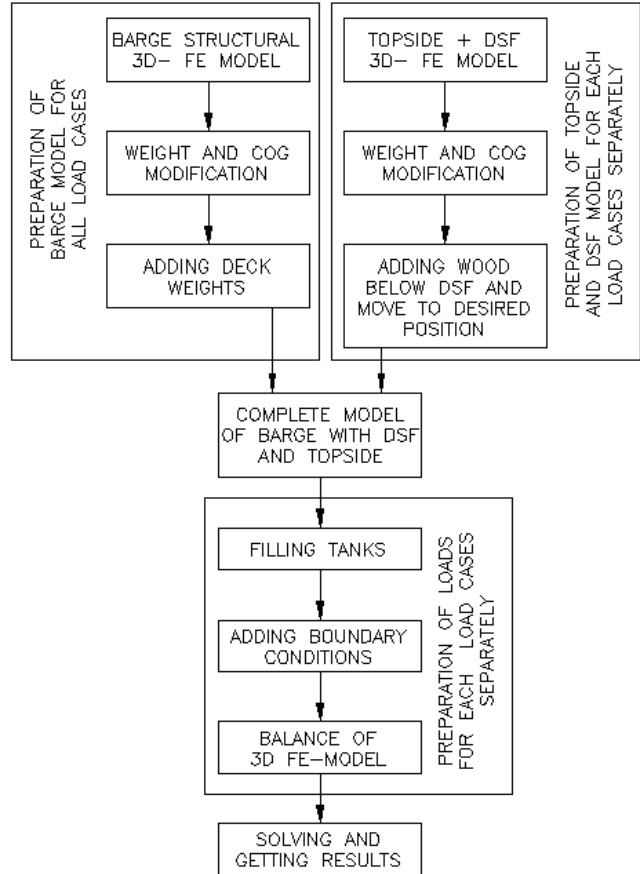 PREPARATION OF
BARGE MODEL FOR
ALL LOAD CASES
BARGE STRUCTURAL
3D- FE MODEL
WEIGHT AND COG
MODIFICATION
ADDING DECK
WEIGHTS
TOPSIDE + DSF
3D- FE MODEL
WEIGHT AND COG
MODIFICATION
ADDING WOOD
BELOW DSF AND
MOVE TO DESIRED
POSITION
PREPARATION OF TOPSIDE
AND DSF MODEL FOR EACH
LOAD CASES SEPARATELY
COMPLETE MODEL
OF BARGE WITH DSF
AND TOPSIDE
FILLING TANKS
ADDING BOUNDARY
CONDITIONS
BALANCE OF
3D FE-MODEL
PREPARATION OF LOADS
FOR EACH LOAD CASES
SEPARATELY
SOLVING AND
GETTING RESULTS